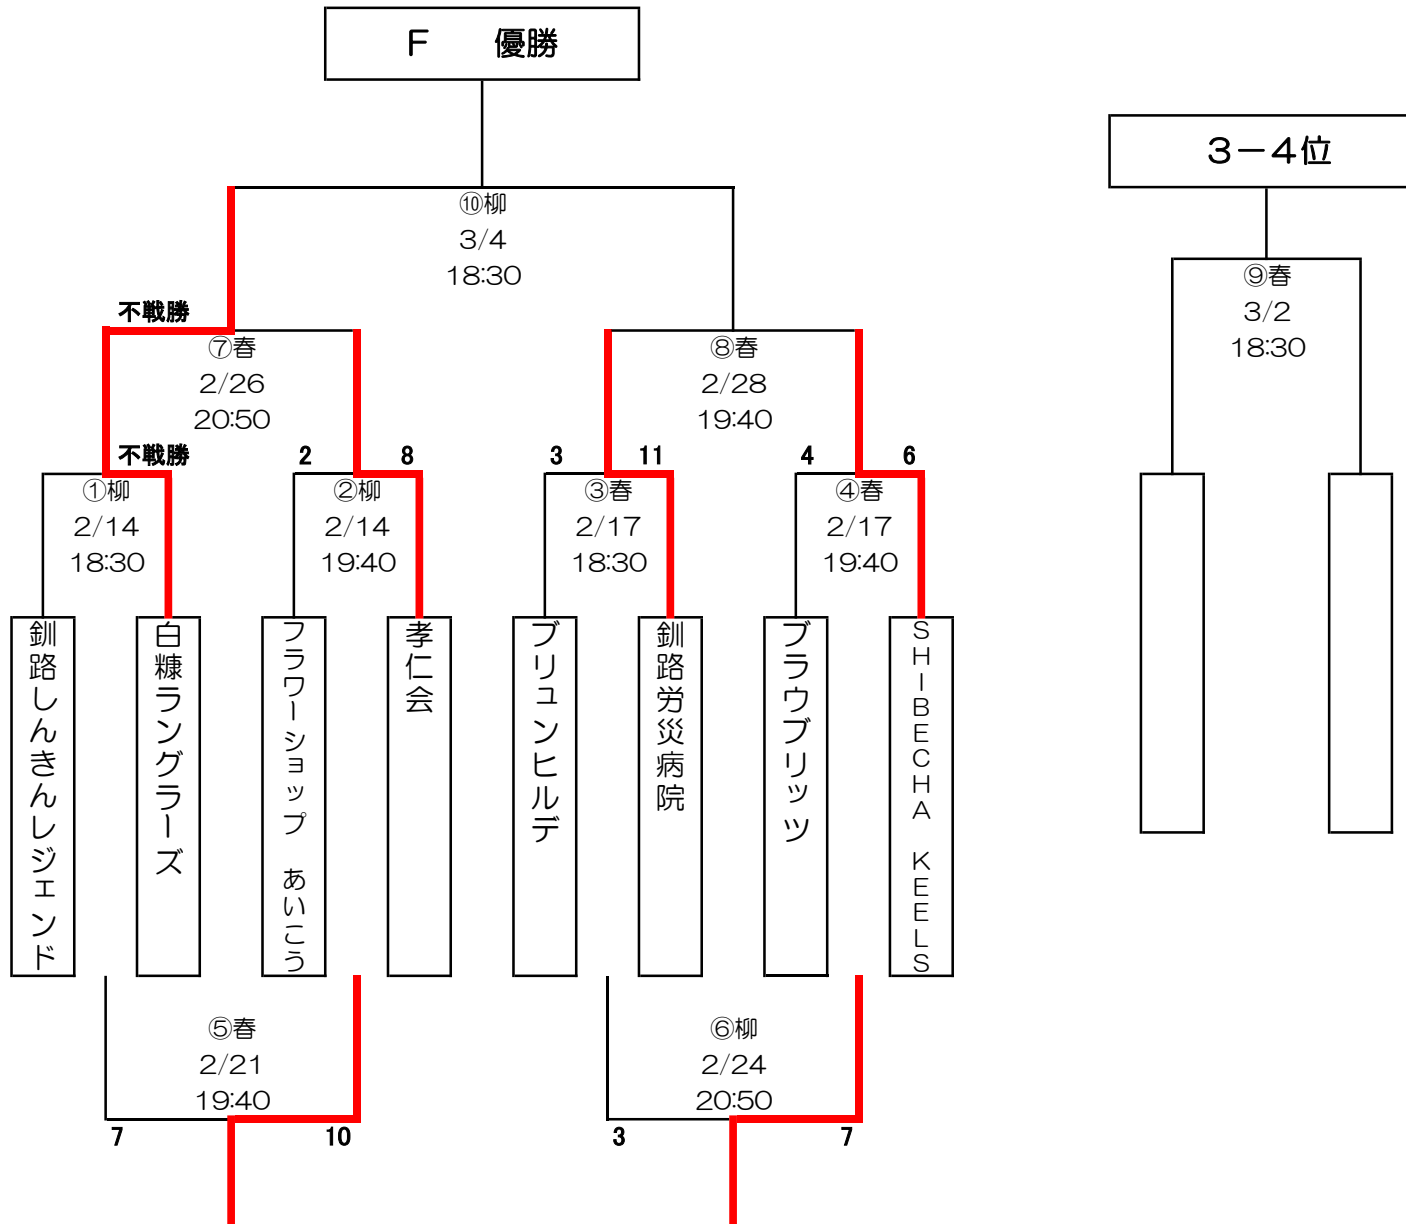 F 優勝
3－4位
⑩柳
3/4
18:30
⑨春
3/2
18:30
不戦勝
⑦春
2/26
20:50
⑧春
2/28
19:40
不戦勝
2 8
3 11
4 6
①柳
2/14
18:30
②柳
2/14
19:40
③春
2/17
18:30
④春
2/17
19:40
釧路しんきんレジェンド
白糠ラングラーズ
フラワーショップ あいこう
孝仁会
ブリュンヒルデ
釧路労災病院
ブラウブリッツ
SHIBECHA KEELS
⑤春
2/21
19:40
7 10
⑥柳
2/24
20:50
3 7